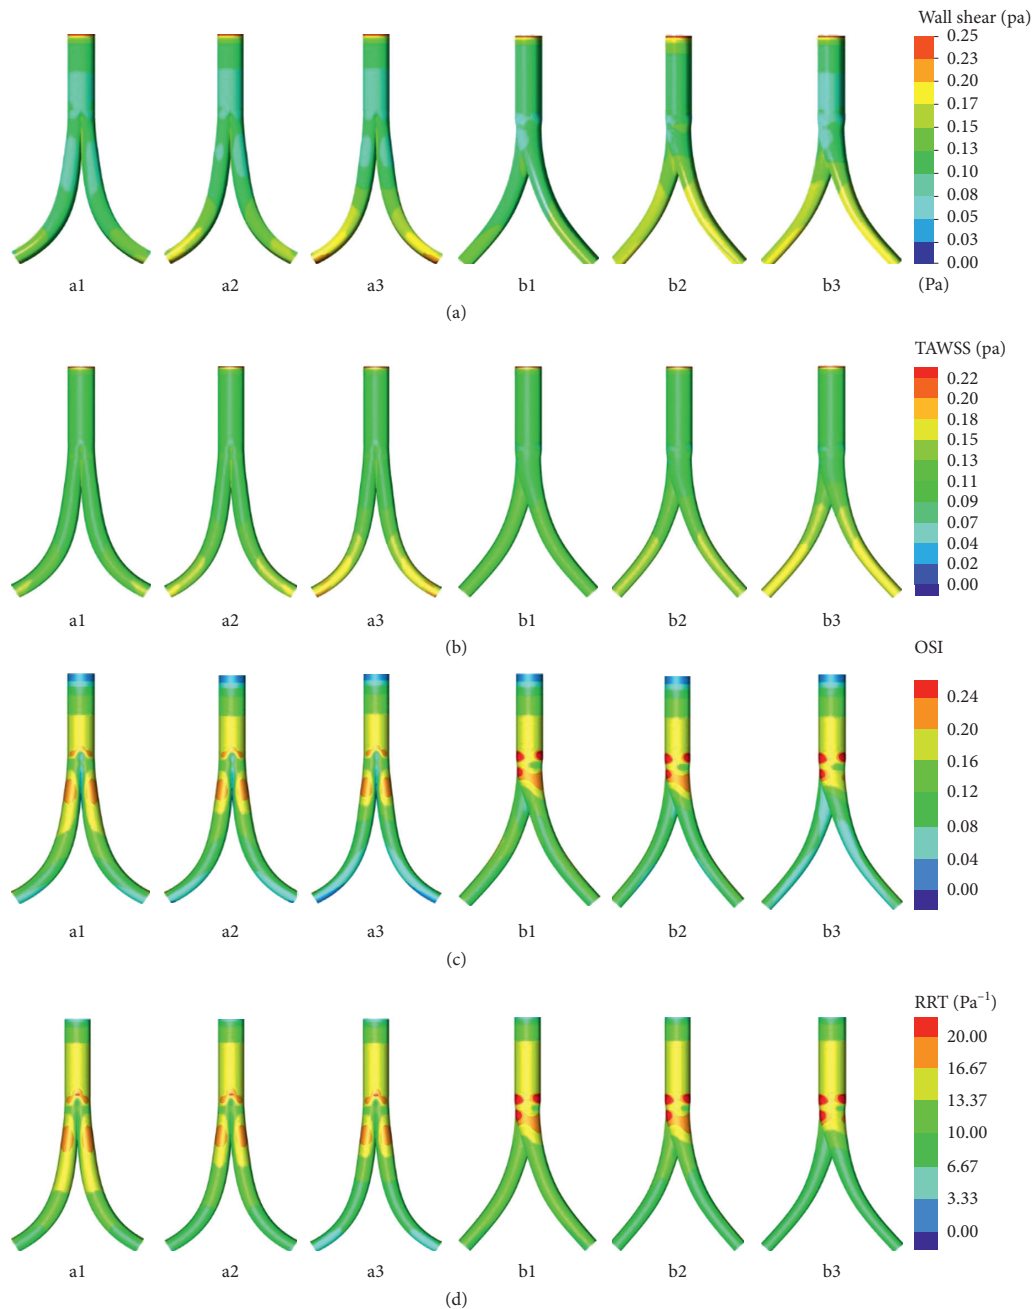 Wall shear (pa)
0.25
0.23
0.20
0.17
0.15
0.13
0.10
0.08
0.05
0.03
0.00
(Pa)
a1 a2 a3 b1 b2 b3
(a)
TAWSS (pa)
0.22
0.20
0.18
0.15
0.13
0.11
0.09
0.07
0.04
0.02
0.00
a1 a2 a3 b1 b2 b3
(b)
OSI
0.24
0.20
0.16
0.12
0.08
0.04
0.00
a1 a2 a3 b1 b2 b3
(c)
RRT (Pa⁻¹)
20.00
16.67
13.37
10.00
6.67
3.33
0.00
a1 a2 a3 b1 b2 b3
(d)